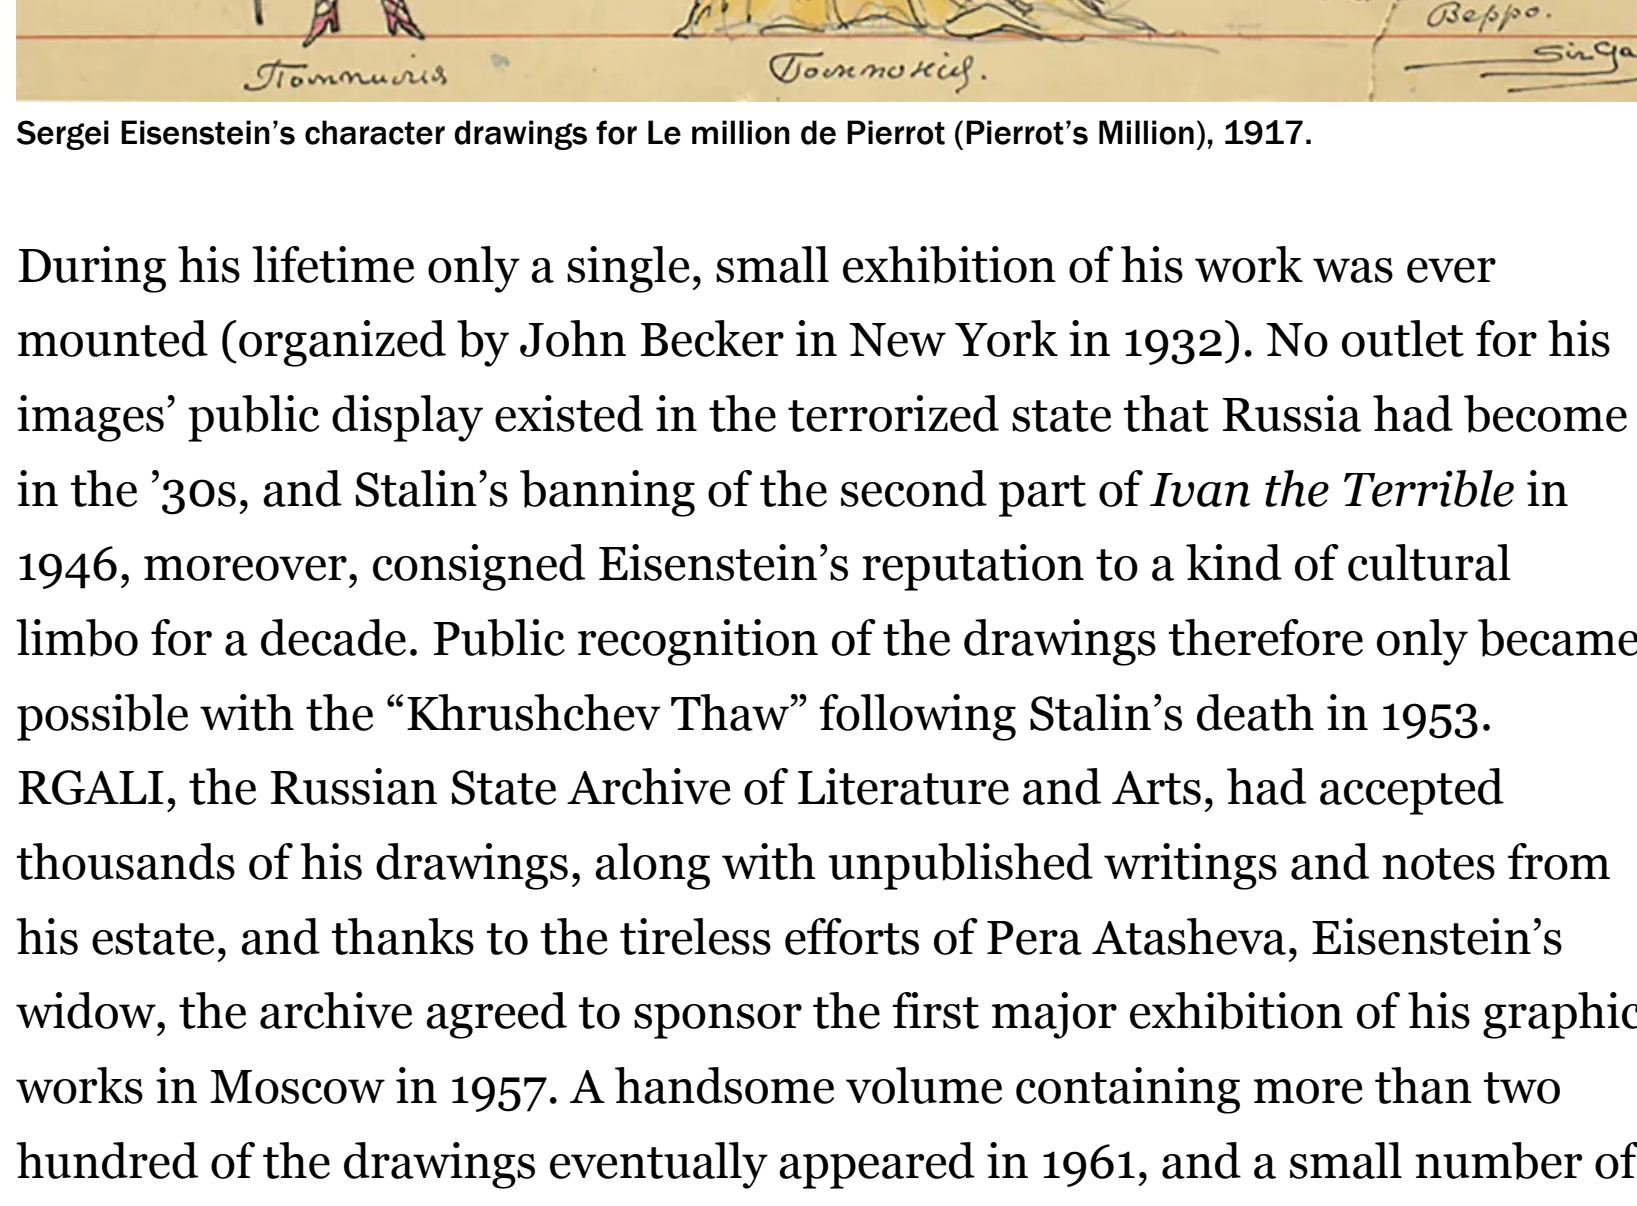 Beppo.
Sergei Eisenstein’s character drawings for Le million de Pierrot (Pierrot’s Million), 1917.
During his lifetime only a single, small exhibition of his work was ever
mounted (organized by John Becker in New York in 1932). No outlet for his
images’ public display existed in the terrorized state that Russia had become
in the ’30s, and Stalin’s banning of the second part of Ivan the Terrible in
1946, moreover, consigned Eisenstein’s reputation to a kind of cultural
limbo for a decade. Public recognition of the drawings therefore only became
possible with the “Khrushchev Thaw” following Stalin’s death in 1953.
RGALI, the Russian State Archive of Literature and Arts, had accepted
thousands of his drawings, along with unpublished writings and notes from
his estate, and thanks to the tireless efforts of Pera Atasheva, Eisenstein’s
widow, the archive agreed to sponsor the first major exhibition of his graphic
works in Moscow in 1957. A handsome volume containing more than two
hundred of the drawings eventually appeared in 1961, and a small number of